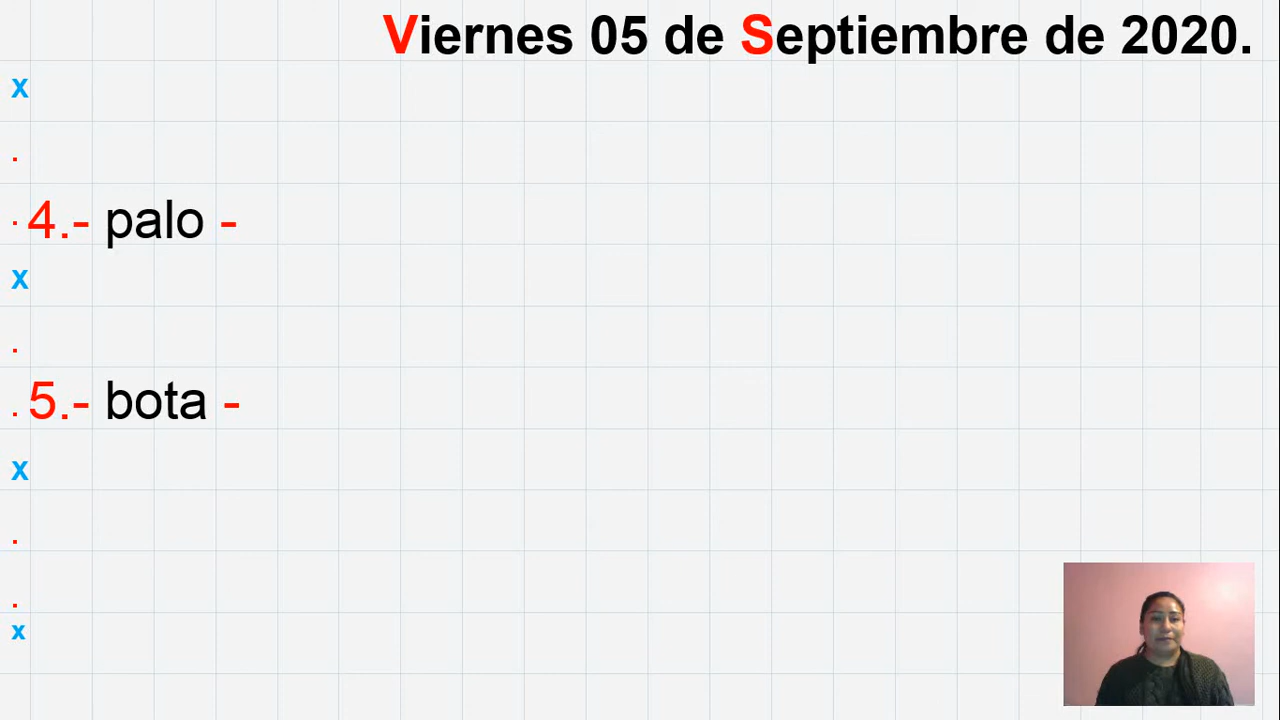 Viernes 05 de Septiembre de 2020.
x
.
. 4.- palo -
x
.
. 5.- bota -
x
.
.
x